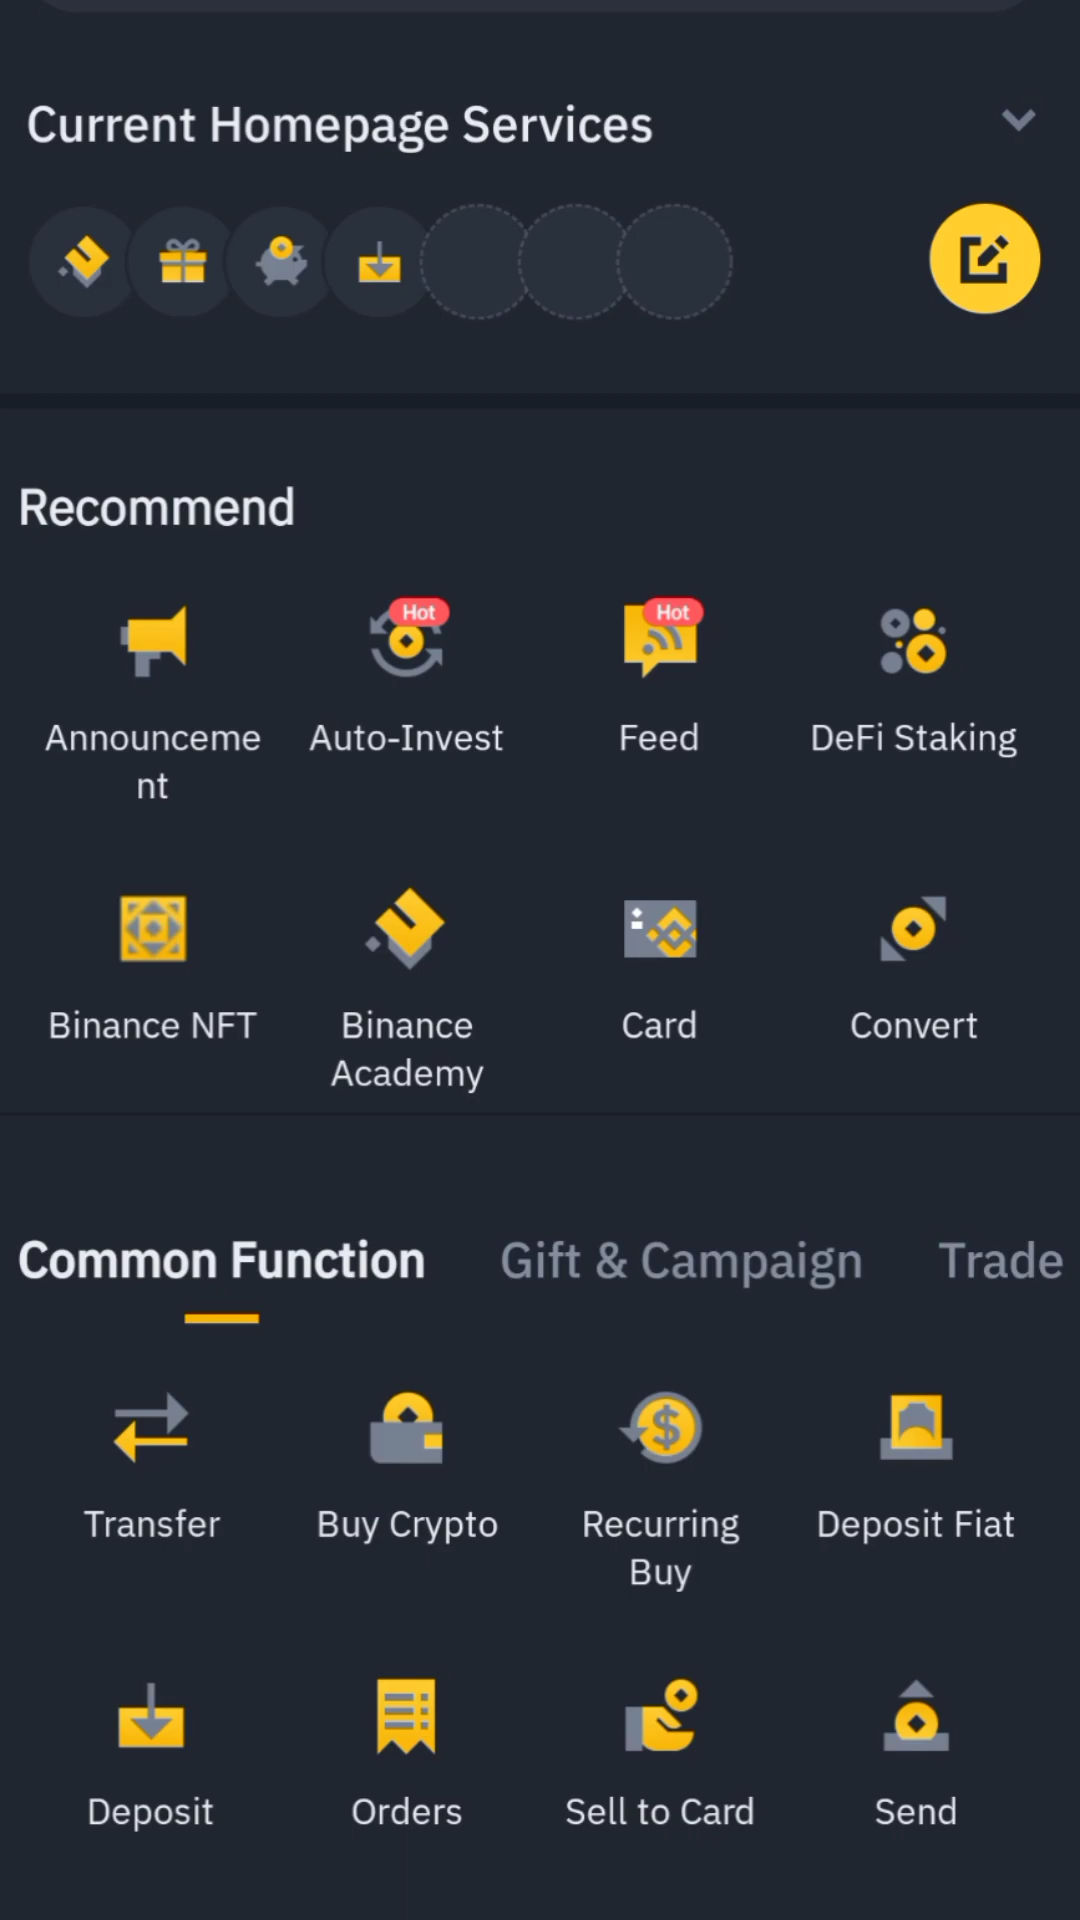 Current Homepage Services
Recommend
Hot
Hot
Announceme
nt
Auto-Invest
Feed
DeFi Staking
Binance NFT
Binance
Academy
Card
Convert
Common Function
Gift & Campaign
Trade
$
Transfer
Buy Crypto
Recurring
Buy
Deposit Fiat
Deposit
Orders
Sell to Card
Send